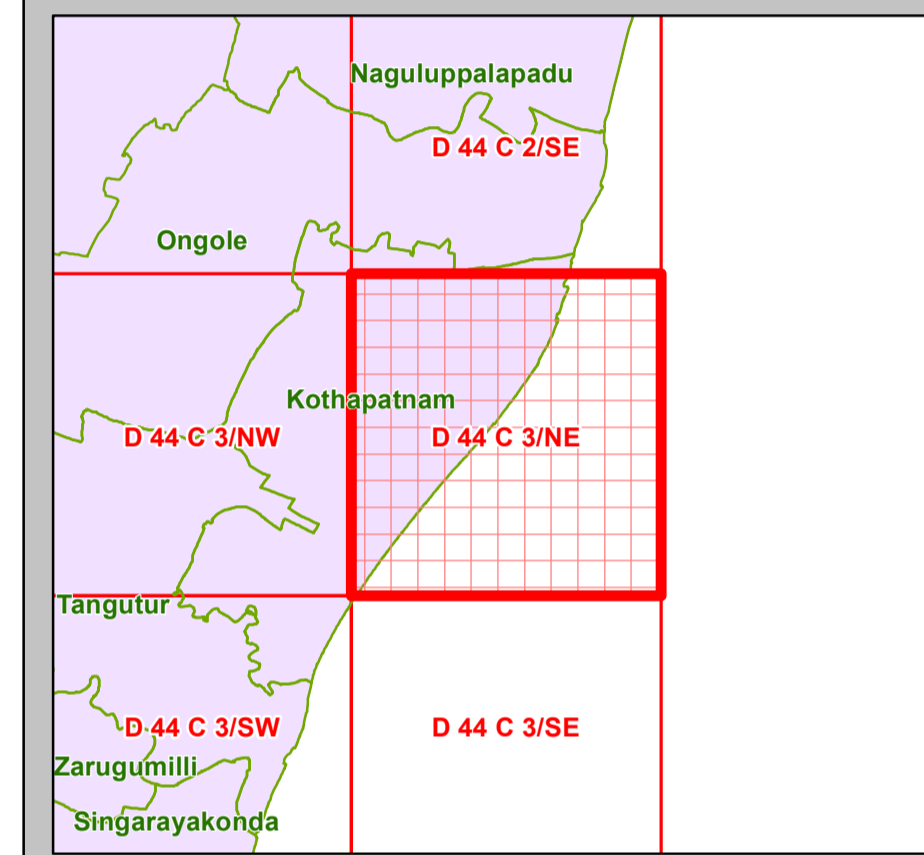 Naguluppalapadu
D 44 C 2/SE
Ongole
Kothapatnam
D 44 C 3/NW
D 44 C 3/NE
Tangutur
D 44 C 3/SW
D 44 C 3/SE
Zarugumilli
Singarayakonda